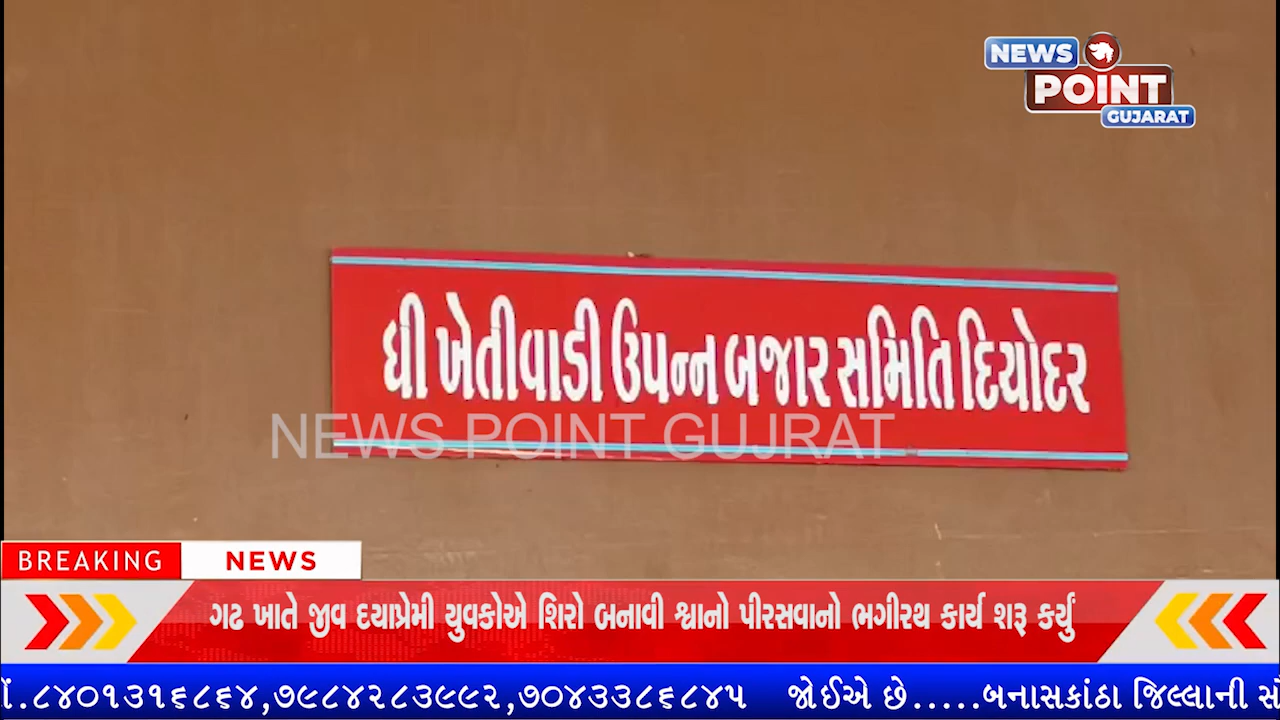 NEWS
POINT
GUJARAT
ધી ખેતીવાડી ઉપન્ન બજાર સમિતિ દિયોદર
NEWS POINT GUJRAT
BREAKING NEWS
ગઢ ખાતે જીવ દયાપ્રેમી યુવકોએ શિરો બનાવી શ્વાનો પીરસવાનો ભગીરથ કાર્ય શરૂ કર્યું
.૮૪૦૧૩૧૬૮૬૪,૭૯૮૪૨૮૩૯૯૨,૭૦૪૩૩૮૬૮૪૫ જોઈએ છે.....બનાસકાંઠા જિલ્લાની